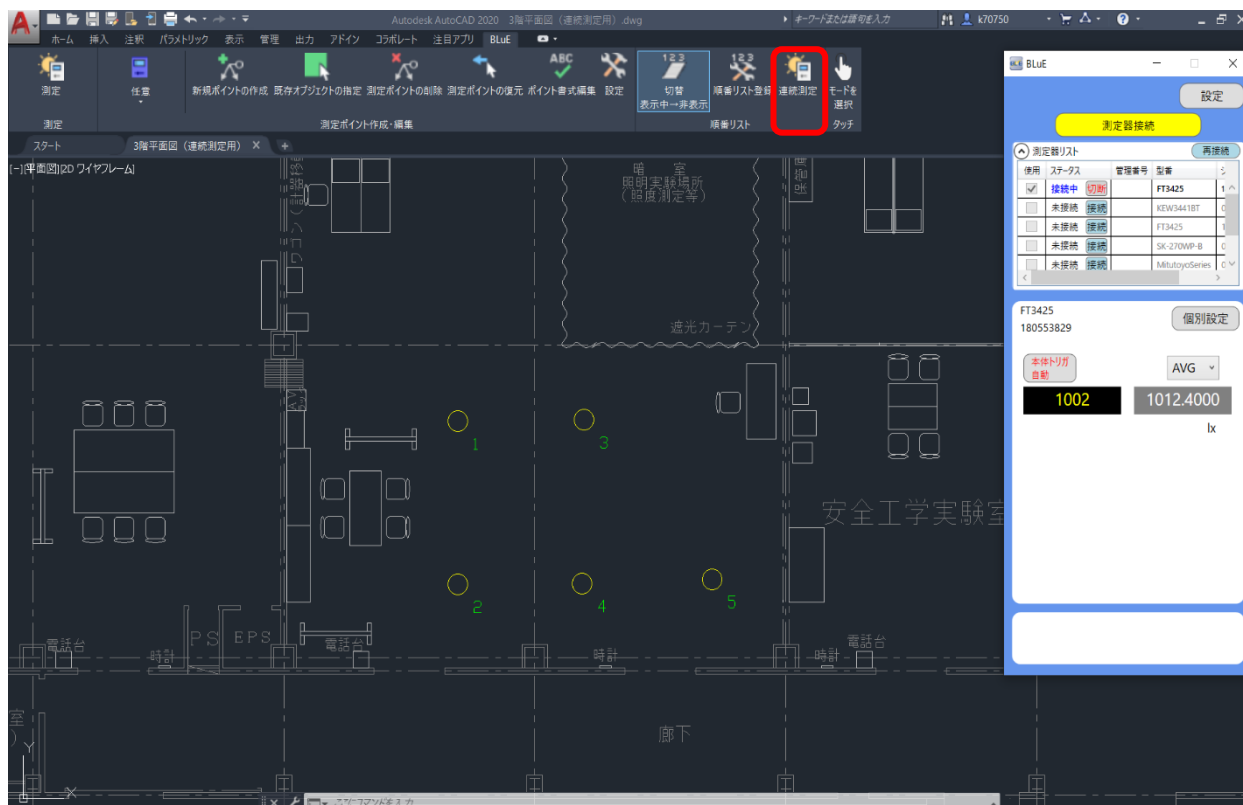 Autodesk AutoCAD 2020 3階平面図（連続測定用）.dwg
キーワードまたは語句を入力
k70750
ホーム 挿入 注釈 パラメトリック 表示 管理 出力 アドイン コラボレート 注目アプリ BLuE
測定
任意
新規ポイントの作成 既存オブジェクトの指定 測定ポイントの削除 測定ポイントの復元 ポイント書式編集 設定
ABC
123
切替
表示中→非表示
123
順番リスト登録
連続測定
モードを
選択
測定
測定ポイント作成・編集
順番リスト
タッチ
スタート
3階平面図（連続測定用）
[−][平面図][2D ワイヤフレーム]
暗 室
照明実験場所
（照度測定等）
遮光カーテン
1
3
2
4
5
安全工学実験室
PS
EPS
電話台
時計
電話台
時計
時計
電話台
廊下
Y
X
ここにコマンドを入力
BLuE
設定
測定器接続
測定器リスト
再接続
使用 ステータス 管理番号 型番
接続中 切断 FT3425
未接続 接続 KEW3441BT
未接続 接続 FT3425
未接続 接続 SK-270WP-B
未接続 接続 MitutoyoSeries
FT3425
180553829
個別設定
本体トリガ
自動
AVG
1002
1012.4000
lx